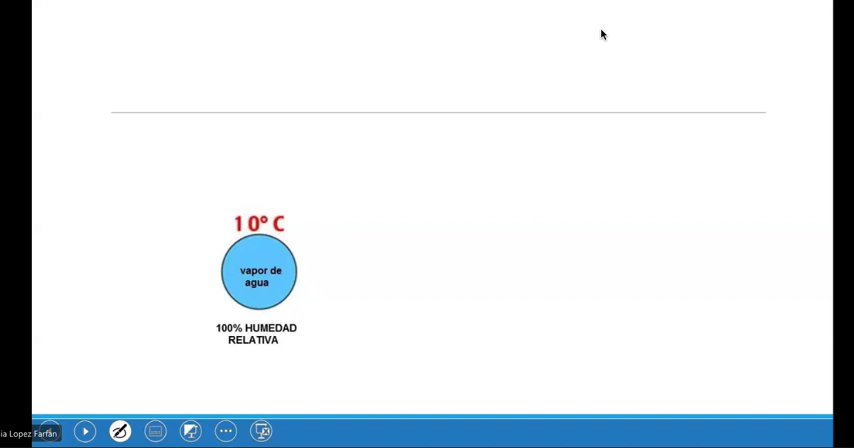 10° C
vapor de
agua
100% HUMEDAD
RELATIVA
ia Lopez Farfán